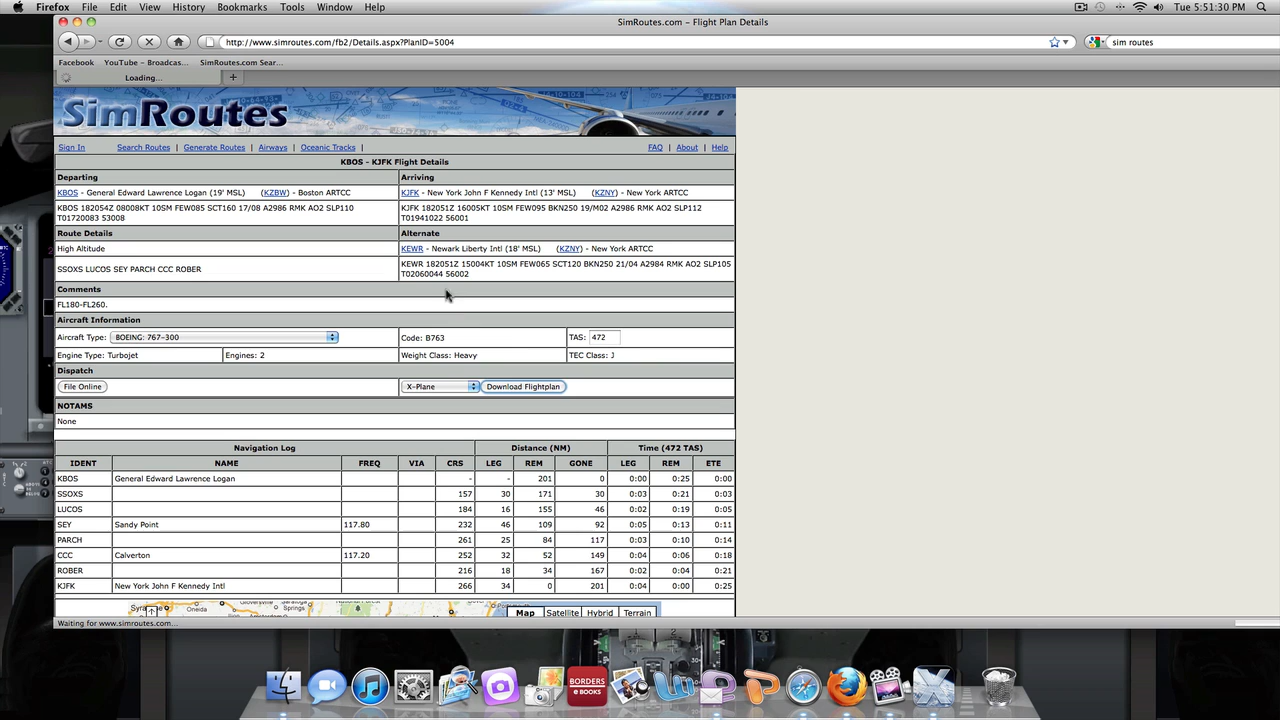 Firefox File Edit View History Bookmarks Tools Window Help Tue 5:51:30 PM
SimRoutes.com – Flight Plan Details
http://www.simroutes.com/fb2/Details.aspx?PlanID=5004 sim routes
Facebook YouTube - Broadcas... SimRoutes.com Sear...
Loading...
SimRoutes
Sign In Search Routes | Generate Routes | Airways | Oceanic Tracks | FAQ | About | Help
KBOS - KJFK Flight Details
Departing Arriving
KBOS - General Edward Lawrence Logan (19' MSL) (KZBW) - Boston ARTCC KJFK - New York John F Kennedy Intl (13' MSL) (KZNY) - New York ARTCC
KBOS 182054Z 08008KT 10SM FEW085 SCT160 17/08 A2986 RMK AO2 SLP110 KJFK 182051Z 16005KT 10SM FEW095 BKN250 19/M02 A2986 RMK AO2 SLP112
T01720083 53008 T01941022 56001
Route Details Alternate
High Altitude KEWR - Newark Liberty Intl (18' MSL) (KZNY) - New York ARTCC
SSOXS LUCOS SEY PARCH CCC ROBER KEWR 182051Z 15004KT 10SM FEW065 SCT120 BKN250 21/04 A2984 RMK AO2 SLP105
T02060044 56002
Comments
FL180-FL260.
Aircraft Information
Aircraft Type: BOEING: 767-300 Code: B763 TAS: 472
Engine Type: Turbojet Engines: 2 Weight Class: Heavy TEC Class: J
Dispatch
File Online X-Plane Download Flightplan
NOTAMS
None
Navigation Log Distance (NM) Time (472 TAS)
IDENT NAME FREQ VIA CRS LEG REM GONE LEG REM ETE
KBOS General Edward Lawrence Logan - - 201 0 0:00 0:25 0:00
SSOXS 157 30 171 30 0:03 0:21 0:03
LUCOS 184 16 155 46 0:02 0:19 0:05
SEY Sandy Point 117.80 232 46 109 92 0:05 0:13 0:11
PARCH 261 25 84 117 0:03 0:10 0:14
CCC Calverton 117.20 252 32 52 149 0:04 0:06 0:18
ROBER 216 18 34 167 0:02 0:04 0:21
KJFK New York John F Kennedy Intl 266 34 0 201 0:04 0:00 0:25
Oneida Saratoga Springs Map Satellite Hybrid Terrain
Waiting for www.simroutes.com...
BORDERS
e BOOKS